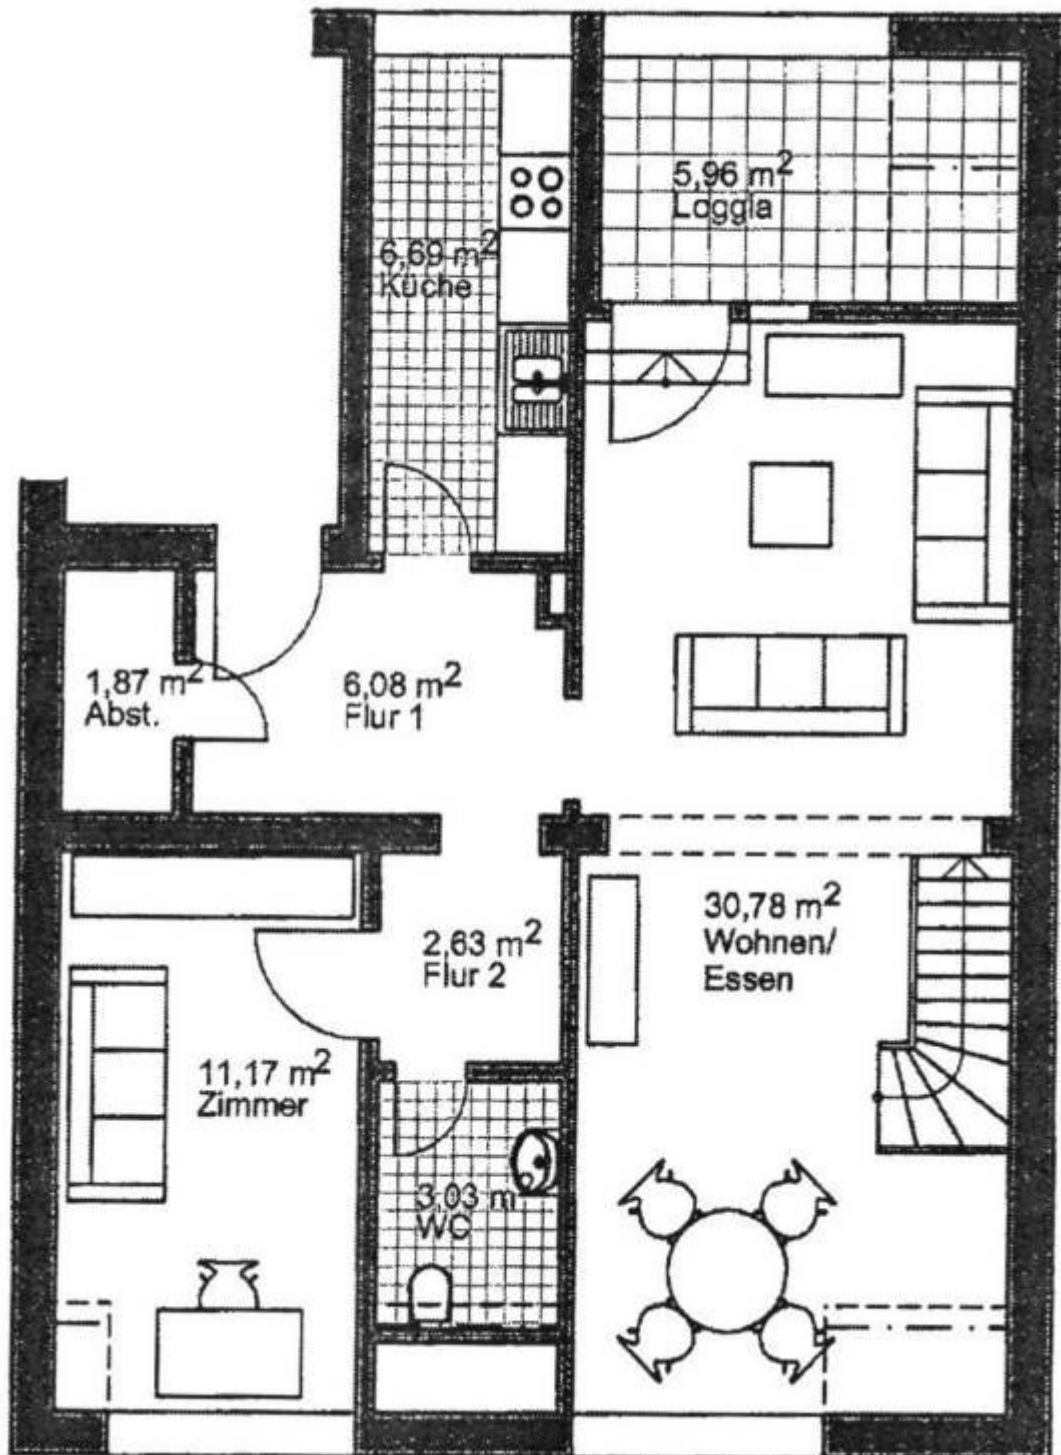 5,96 m²
Loggia
6,69 m²
Küche
1,87 m²
Abst.
6,08 m²
Flur 1
30,78 m²
Wohnen/
Essen
2,63 m²
Flur 2
11,17 m²
Zimmer
3,03 m
WC